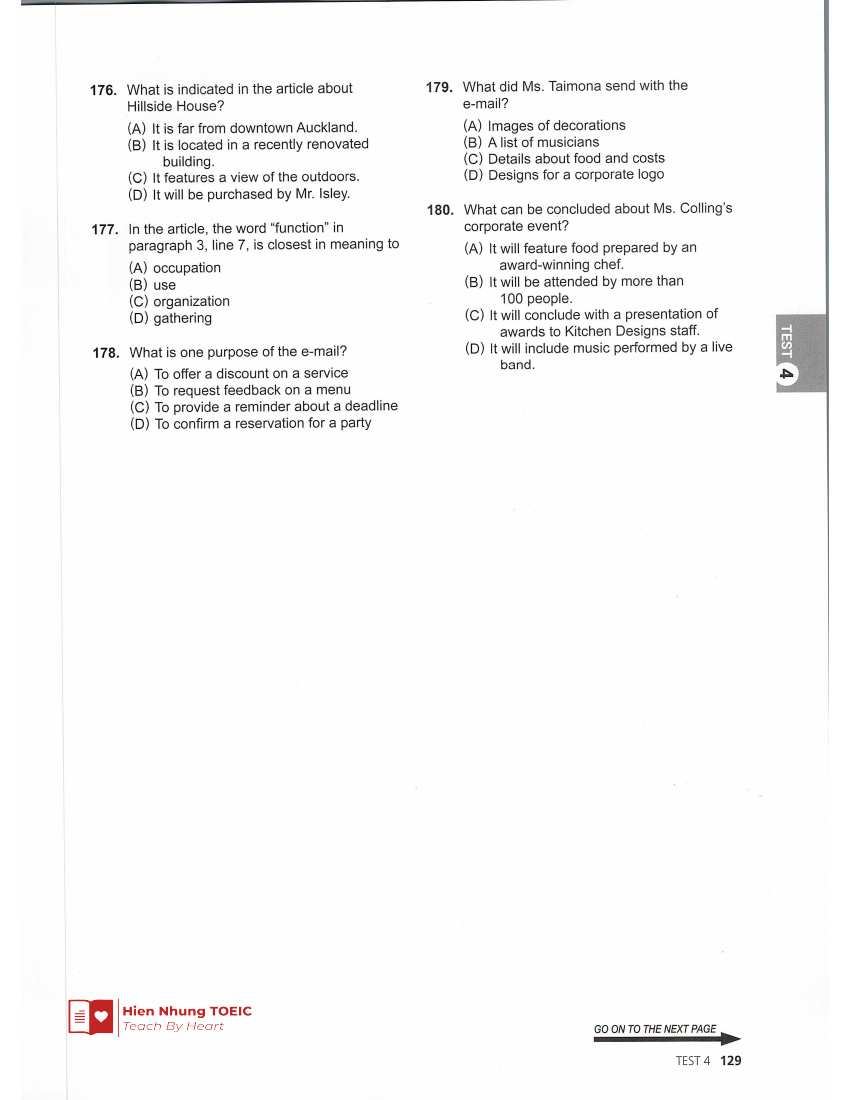 176. What is indicated in the article about
Hillside House?
(A) It is far from downtown Auckland.
(B) It is located in a recently renovated
building.
(C) It features a view of the outdoors.
(D) It will be purchased by Mr. Isley.
177. In the article, the word “function” in
paragraph 3, line 7, is closest in meaning to
(A) occupation
(B) use
(C) organization
(D) gathering
178. What is one purpose of the e-mail?
(A) To offer a discount on a service
(B) To request feedback on a menu
(C) To provide a reminder about a deadline
(D) To confirm a reservation for a party
179. What did Ms. Taimona send with the
e-mail?
(A) Images of decorations
(B) A list of musicians
(C) Details about food and costs
(D) Designs for a corporate logo
180. What can be concluded about Ms. Colling’s
corporate event?
(A) It will feature food prepared by an
award-winning chef.
(B) It will be attended by more than
100 people.
(C) It will conclude with a presentation of
awards to Kitchen Designs staff.
(D) It will include music performed by a live
band.
TEST 4
Hien Nhung TOEIC
Teach By Heart
GO ON TO THE NEXT PAGE
TEST 4 129